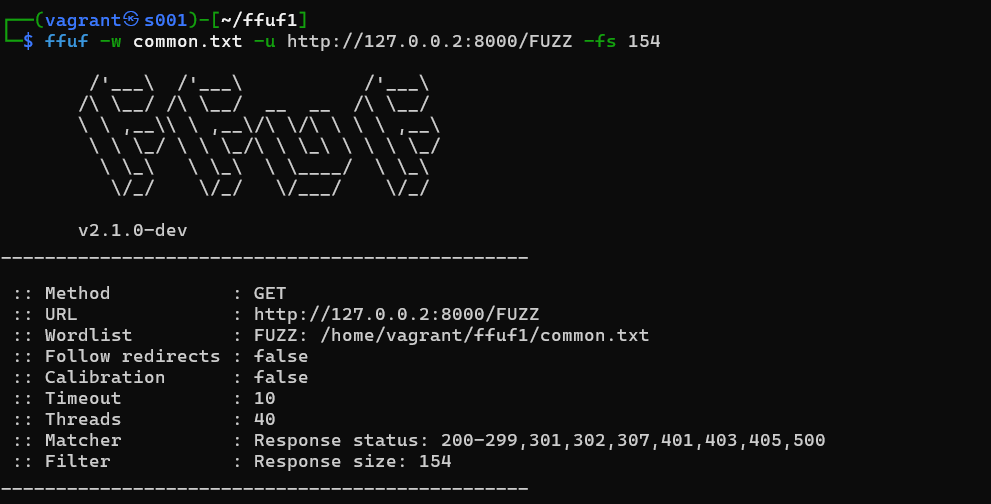 ┌──(vagrant㉿s001)-[~/ffuf1]
└─$ ffuf -w common.txt -u http://127.0.0.2:8000/FUZZ -fs 154

        /'___\  /'___\           /'___\
       /\ \__/ /\ \__/  __  __  /\ \__/
       \ \ ,__\\ \ ,__\/\ \/\ \ \ \ ,__\
        \ \ \_/ \ \ \_/\ \ \_\ \ \ \ \_/
         \ \_\   \ \_\  \ \____/  \ \_\
          \/_/    \/_/   \/___/    \/_/

       v2.1.0-dev
________________________________________________

 :: Method           : GET
 :: URL              : http://127.0.0.2:8000/FUZZ
 :: Wordlist         : FUZZ: /home/vagrant/ffuf1/common.txt
 :: Follow redirects : false
 :: Calibration      : false
 :: Timeout          : 10
 :: Threads          : 40
 :: Matcher          : Response status: 200-299,301,302,307,401,403,405,500
 :: Filter           : Response size: 154
________________________________________________